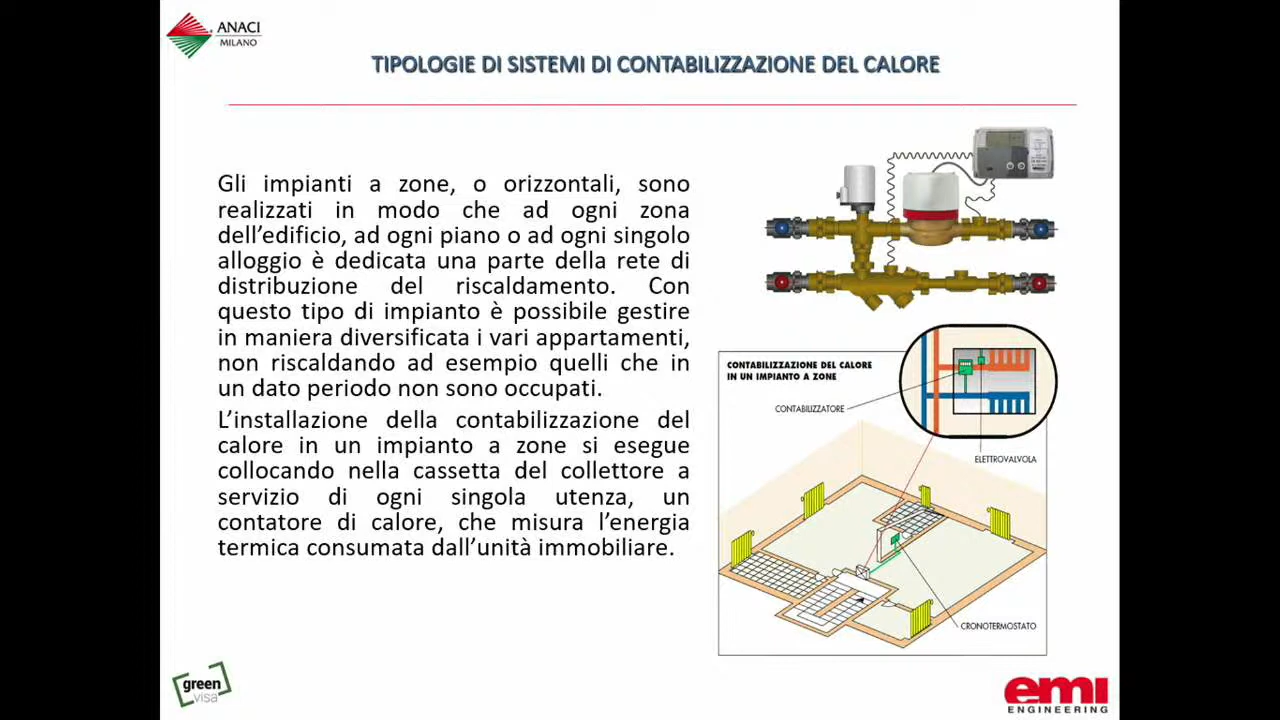 ANACI
MILANO
TIPOLOGIE DI SISTEMI DI CONTABILIZZAZIONE DEL CALORE
Gli impianti a zone, o orizzontali, sono
realizzati in modo che ad ogni zona
dell’edificio, ad ogni piano o ad ogni singolo
alloggio è dedicata una parte della rete di
distribuzione del riscaldamento. Con
questo tipo di impianto è possibile gestire
in maniera diversificata i vari appartamenti,
non riscaldando ad esempio quelli che in
un dato periodo non sono occupati.
L’installazione della contabilizzazione del
calore in un impianto a zone si esegue
collocando nella cassetta del collettore a
servizio di ogni singola utenza, un
contatore di calore, che misura l’energia
termica consumata dall’unità immobiliare.
CONTABILIZZAZIONE DEL CALORE
IN UN IMPIANTO A ZONE
CONTABILIZZATORE
ELETTROVALVOLA
CRONOTERMOSTATO
green
visa
emi
ENGINEERING